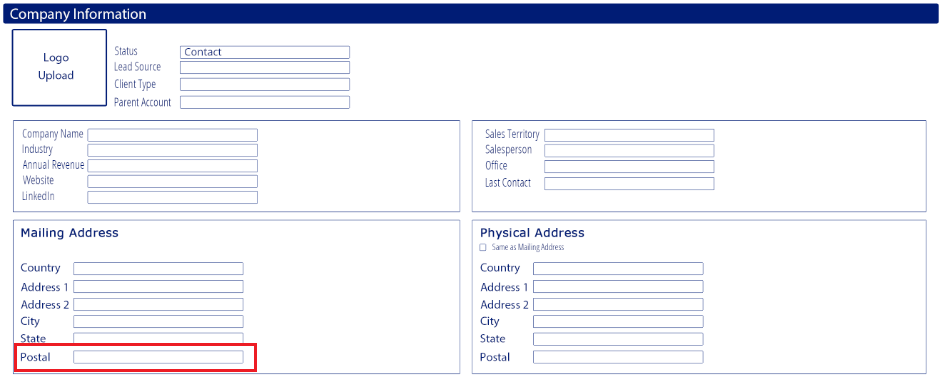 Company Information
Logo
Upload
Status Contact
Lead Source
Client Type
Parent Account
Company Name
Industry
Annual Revenue
Website
LinkedIn
Sales Territory
Salesperson
Office
Last Contact
Mailing Address
Country
Address 1
Address 2
City
State
Postal
Physical Address
Same as Mailing Address
Country
Address 1
Address 2
City
State
Postal